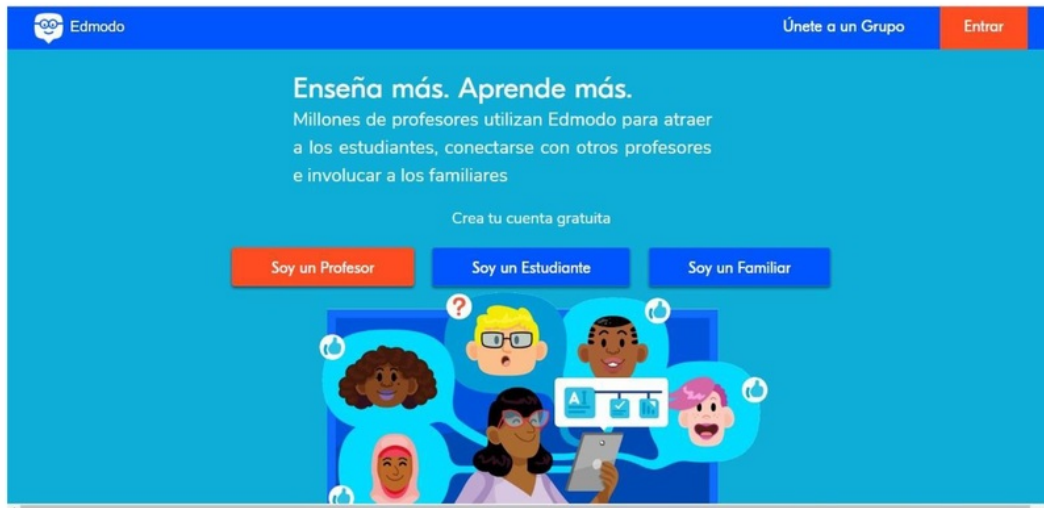 Edmodo
Únete a un Grupo
Entrar
Enseña más. Aprende más.
Millones de profesores utilizan Edmodo para atraer
a los estudiantes, conectarse con otros profesores
e involucar a los familiares
Crea tu cuenta gratuita
Soy un Profesor
Soy un Estudiante
Soy un Familiar
?
A